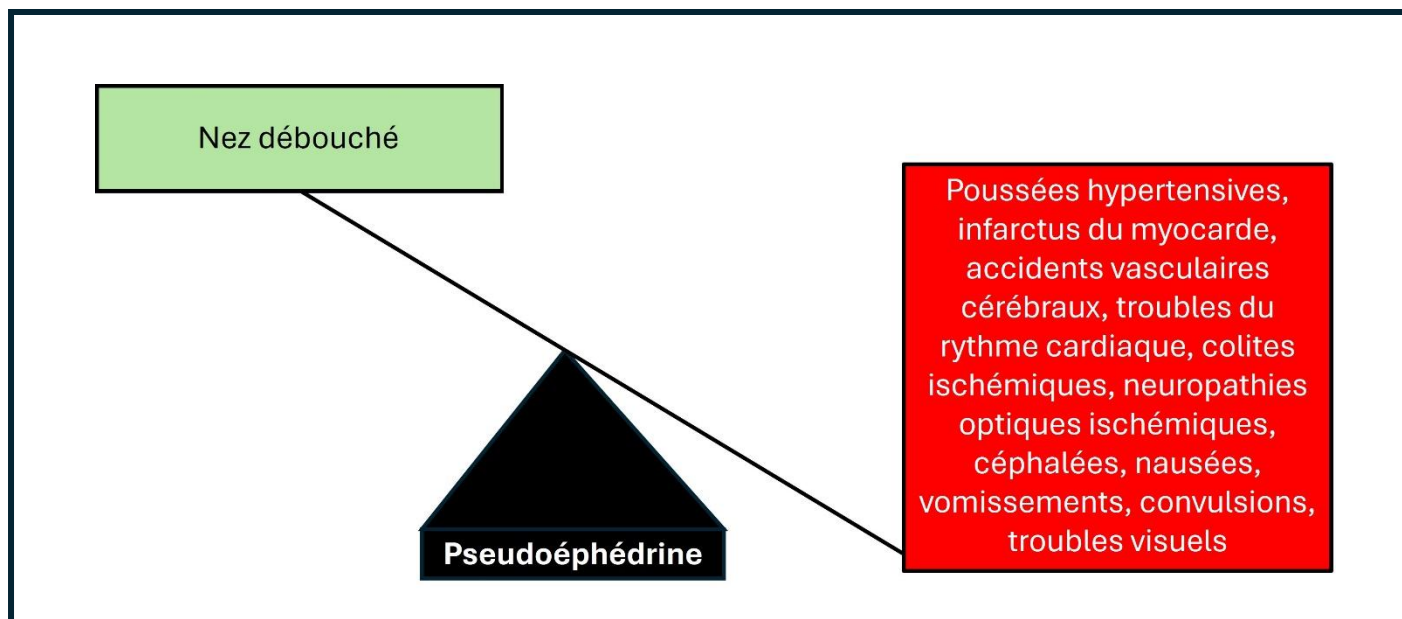 Nez débouché
Poussées hypertensives,
infarctus du myocarde,
accidents vasculaires
cérébraux, troubles du
rythme cardiaque, colites
ischémiques, neuropathies
optiques ischémiques,
céphalées, nausées,
vomissements, convulsions,
troubles visuels
Pseudoéphédrine